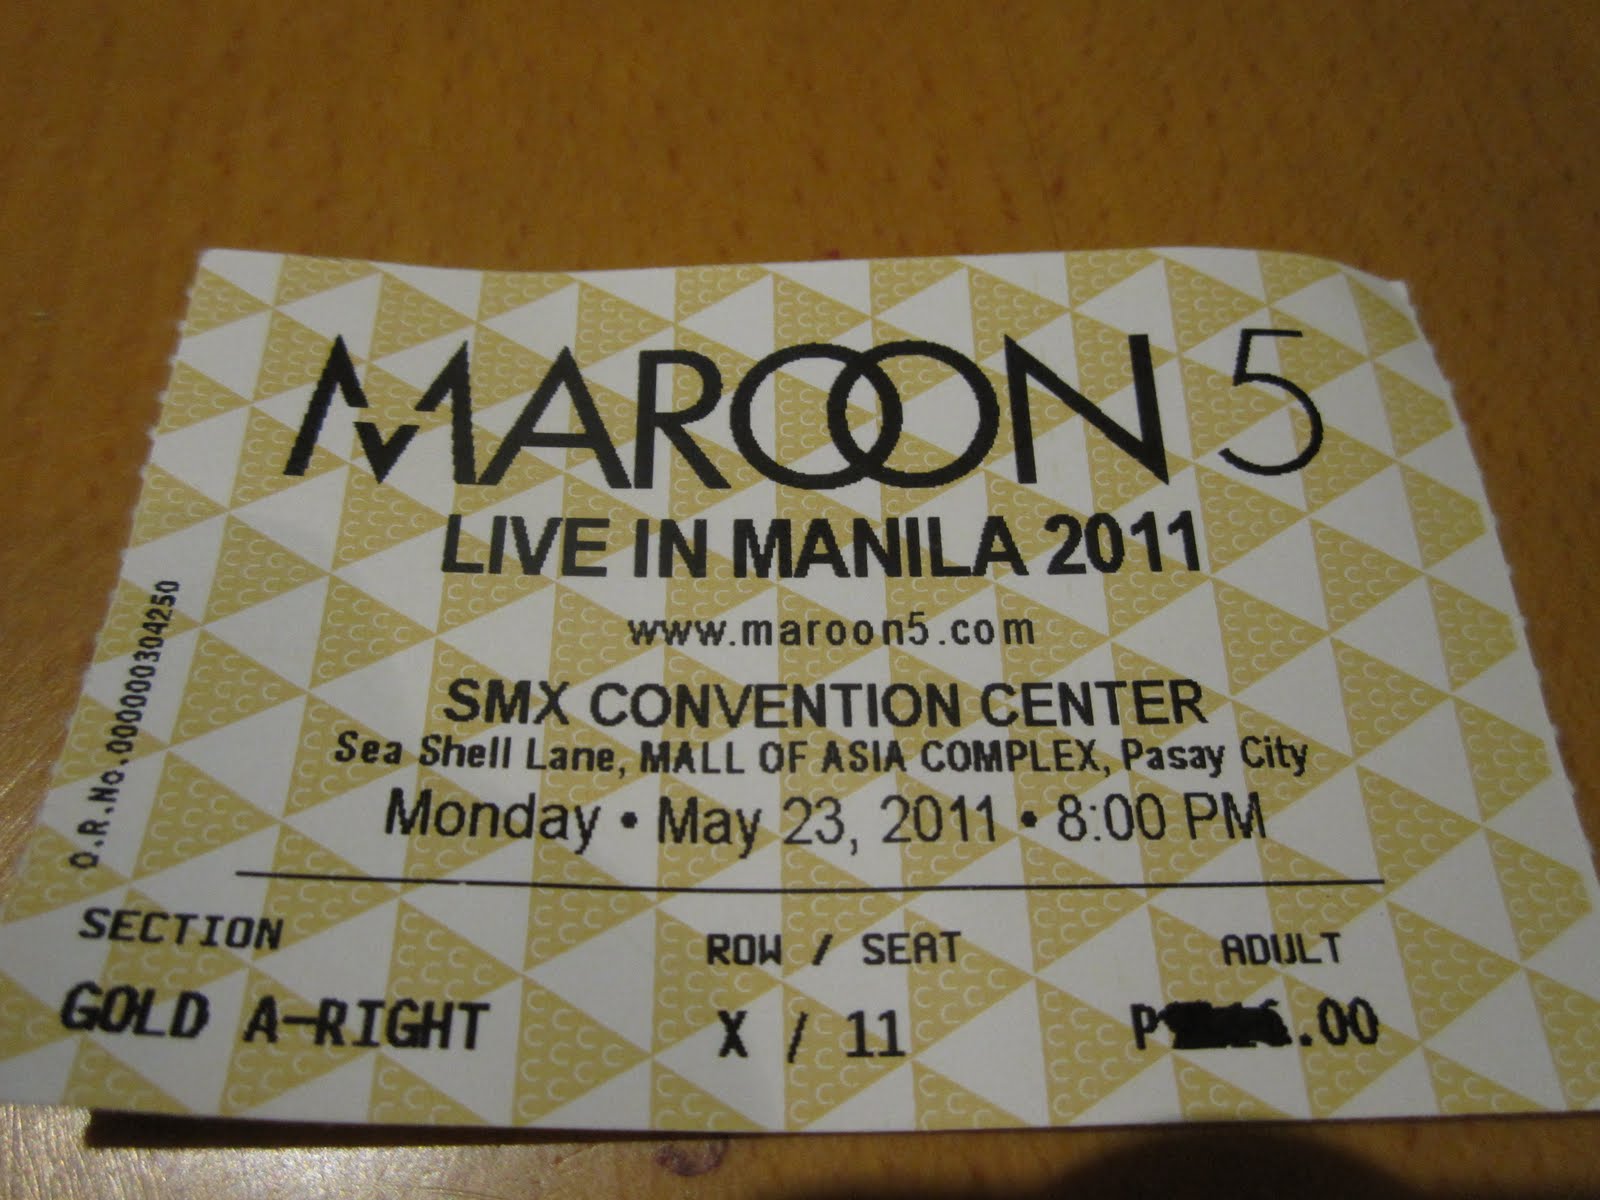 MAROON 5
LIVE IN MANILA 2011
www.maroon5.com
SMX CONVENTION CENTER
Sea Shell Lane, MALL OF ASIA COMPLEX, Pasay City
Monday • May 23, 2011 • 8:00 PM
O.R.No.0000000304250
SECTION ROW / SEAT ADULT
GOLD A-RIGHT X / 11 P .00